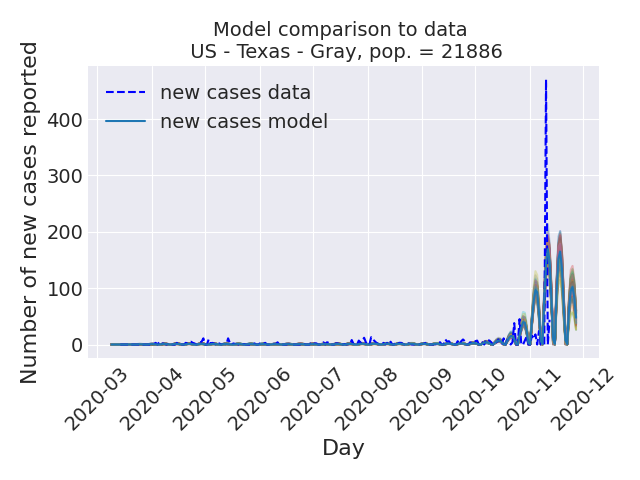 Model comparison to data
US - Texas - Gray, pop. = 21886
Number of new cases reported
new cases data
new cases model
400
300
200
100
0
2020-03
2020-04
2020-05
2020-06
2020-07
2020-08
2020-09
2020-10
2020-11
2020-12
Day